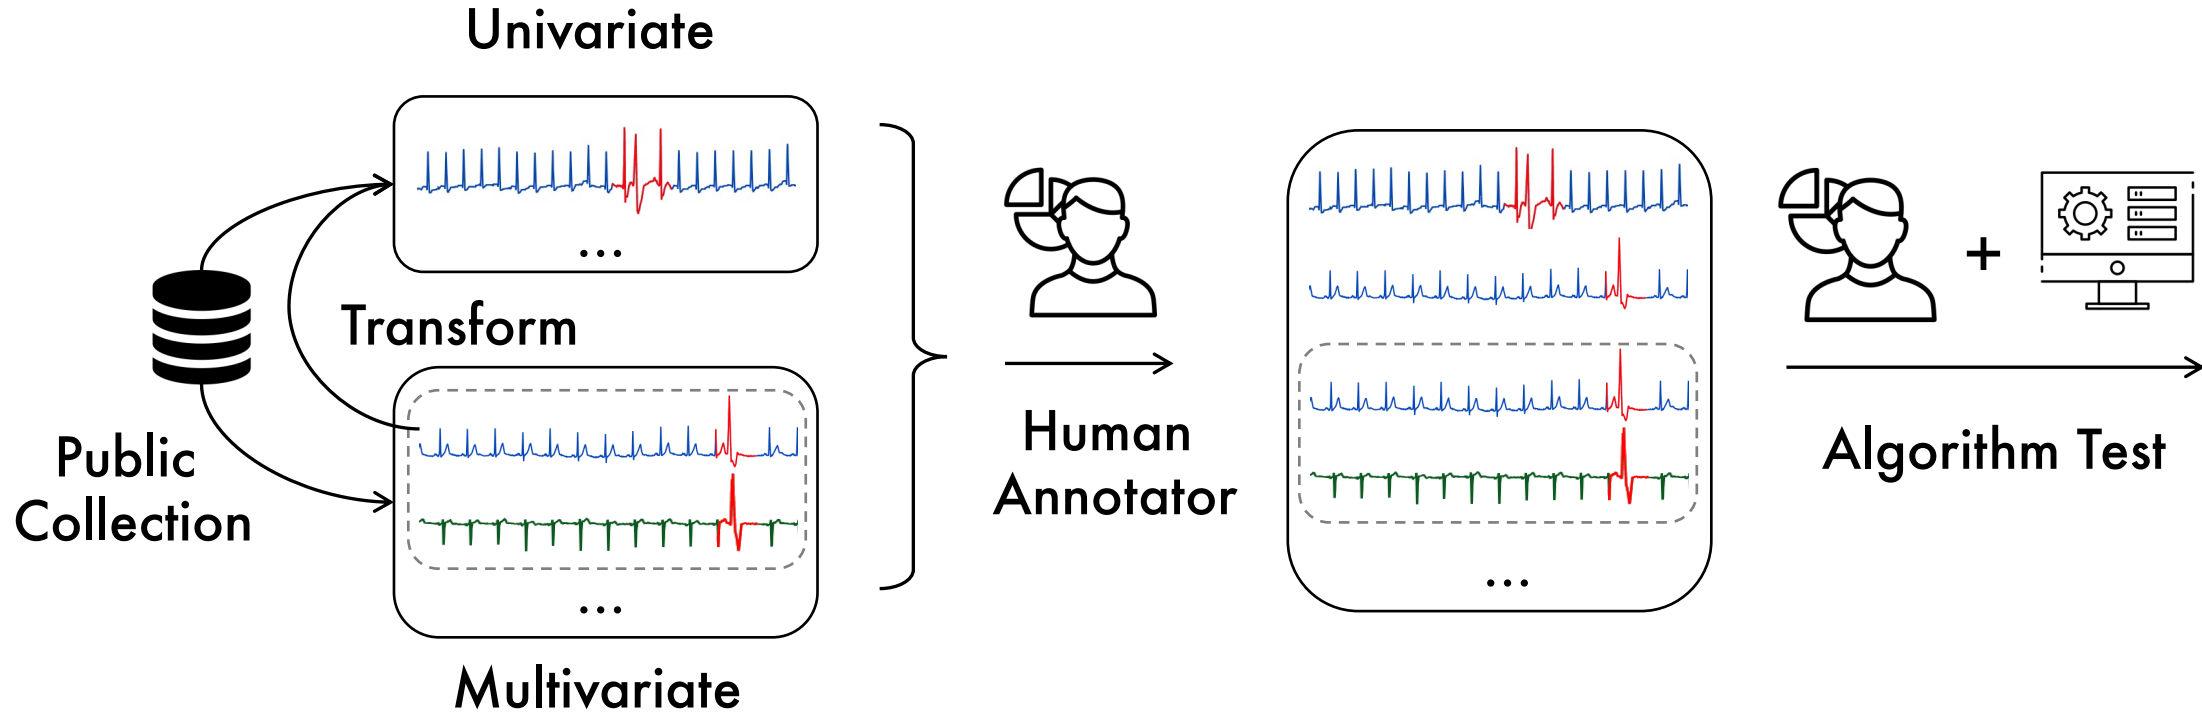 Univariate
...
Transform
Public
Collection
...
Multivariate
Human
Annotator
...
+
Algorithm Test